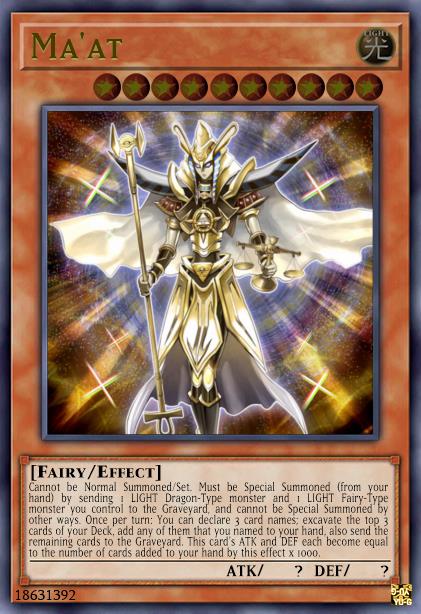 Ma'at
LIGHT
光
[Fairy/Effect]
Cannot be Normal Summoned/Set. Must be Special Summoned (from your
hand) by sending 1 LIGHT Dragon-Type monster and 1 LIGHT Fairy-Type
monster you control to the Graveyard, and cannot be Special Summoned by
other ways. Once per turn: You can declare 3 card names; excavate the top 3
cards of your Deck, add any of them that you named to your hand, also send the
remaining cards to the Graveyard. This card's ATK and DEF each become equal
to the number of cards added to your hand by this effect x 1000.
ATK/ ? DEF/ ?
18631392